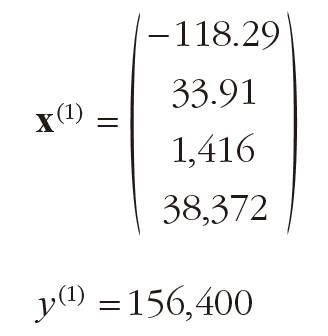 −118.29
33.91
x(1) =
1,416
38,372
y(1) = 156,400